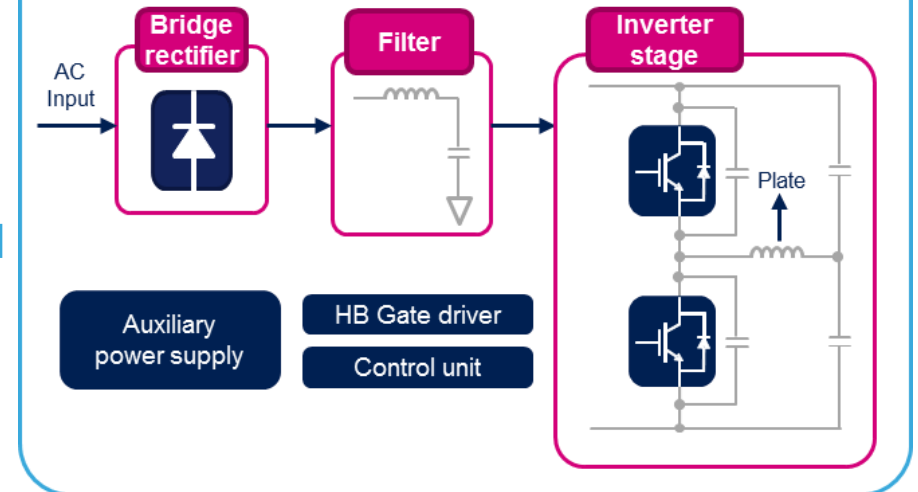 Bridge
rectifier
Filter
Inverter
stage
AC
Input
Plate
Auxiliary
power supply
HB Gate driver
Control unit